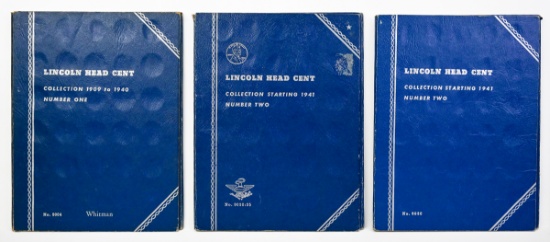 LINCOLN HEAD CENT
COLLECTION 1909 to 1940
NUMBER ONE
Whitman
LINCOLN HEAD CENT
COLLECTION STARTING 1941
NUMBER TWO
LINCOLN HEAD CENT
COLLECTION STARTING 1941
NUMBER TWO